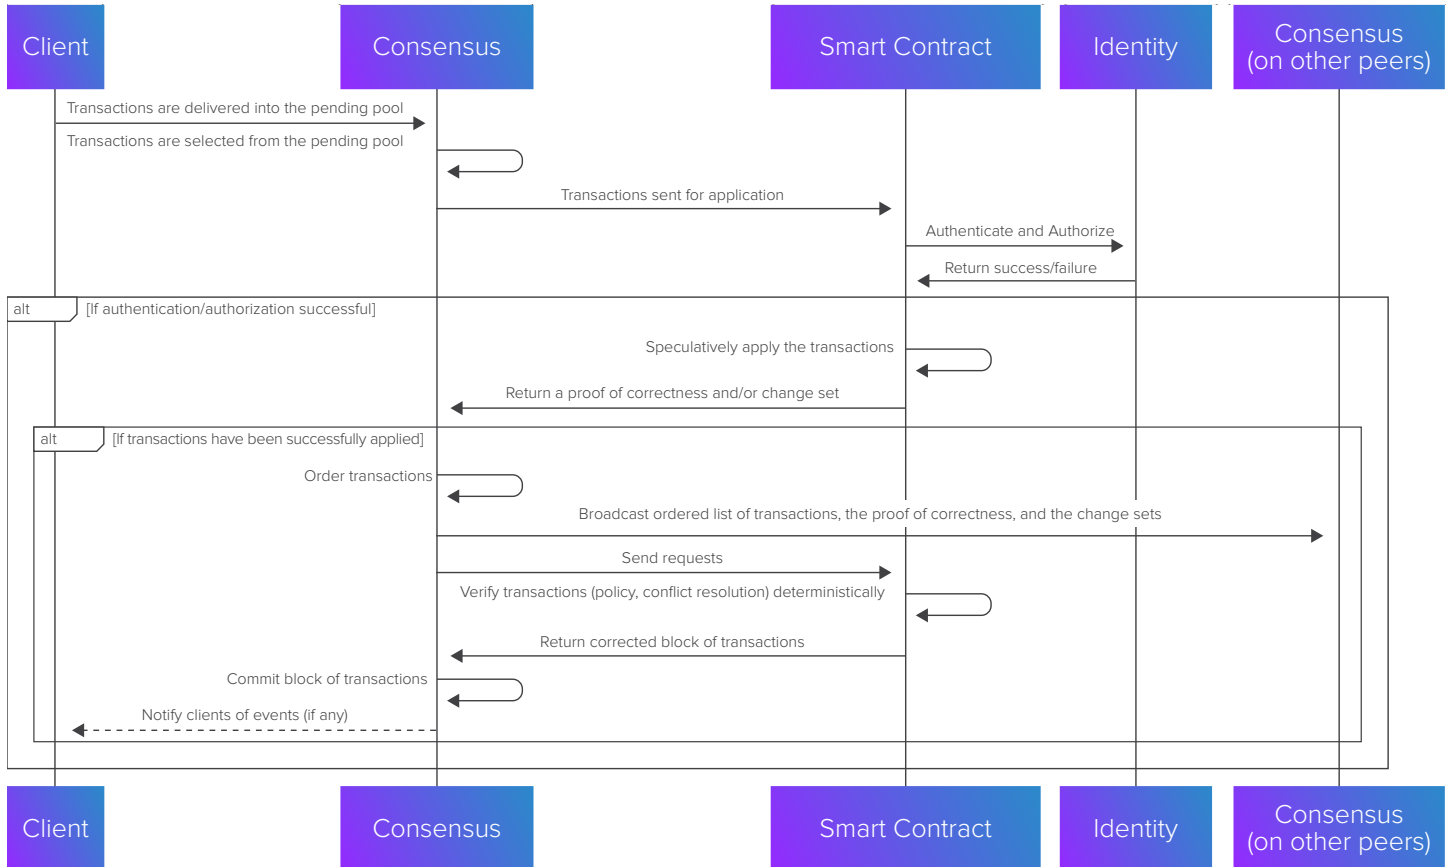 Client
Consensus
Smart Contract
Identity
Consensus
(on other peers)
Transactions are delivered into the pending pool
Transactions are selected from the pending pool
Transactions sent for application
Authenticate and Authorize
Return success/failure
alt
[If authentication/authorization successful]
Speculatively apply the transactions
Return a proof of correctness and/or change set
alt
[If transactions have been successfully applied]
Order transactions
Broadcast ordered list of transactions, the proof of correctness, and the change sets
Send requests
Verify transactions (policy, conflict resolution) deterministically
Return corrected block of transactions
Commit block of transactions
Notify clients of events (if any)
Client
Consensus
Smart Contract
Identity
Consensus
(on other peers)